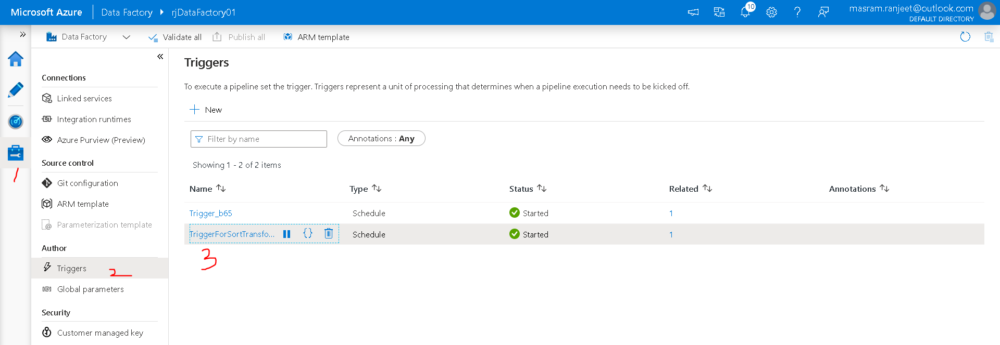 Microsoft Azure Data Factory rjDataFactory01 10 masram.ranjeet@outlook.com
DEFAULT DIRECTORY
Data Factory Validate all Publish all ARM template
Connections
Linked services
Integration runtimes
Azure Purview (Preview)
Source control
Git configuration
ARM template
Parameterization template
Author
Triggers
Global parameters
Security
Customer managed key
1
2
Triggers
To execute a pipeline set the trigger. Triggers represent a unit of processing that determines when a pipeline execution needs to be kicked off.
New
Filter by name Annotations : Any
Showing 1 - 2 of 2 items
Name Type Status Related Annotations
Trigger_b65 Schedule Started 1
TriggerForSortTransfo... {} Schedule Started 1
3